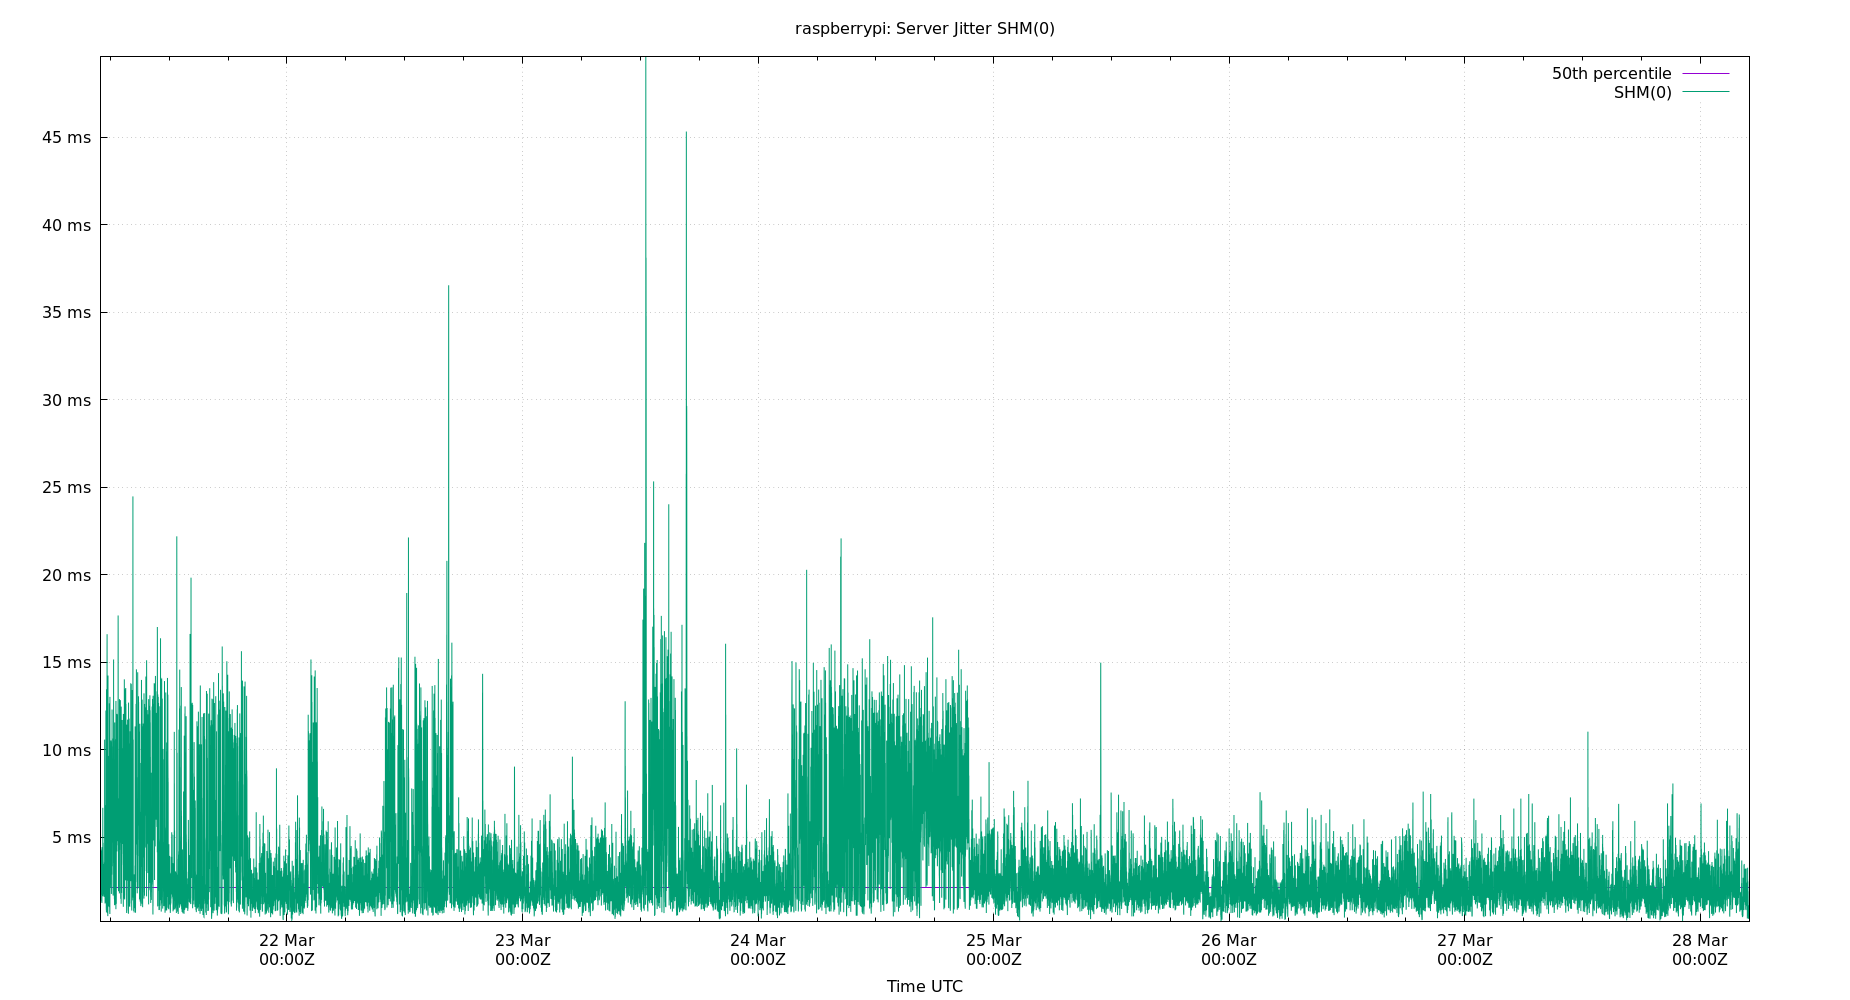 raspberrypi: Server Jitter SHM(0)
50th percentile
SHM(0)
45 ms
40 ms
35 ms
30 ms
25 ms
20 ms
15 ms
10 ms
5 ms
22 Mar 23 Mar 24 Mar 25 Mar 26 Mar 27 Mar 28 Mar
00:00Z 00:00Z 00:00Z 00:00Z 00:00Z 00:00Z 00:00Z
Time UTC